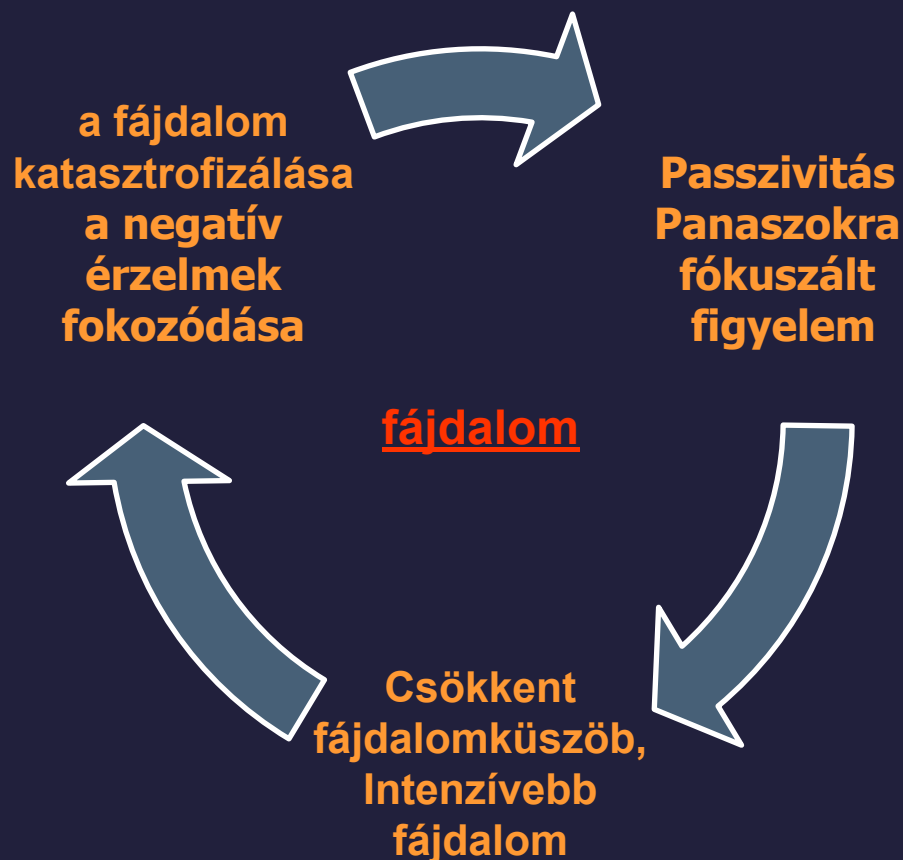 a fájdalom
katasztrofizálása
a negatív
érzelmek
fokozódása
Passzivitás
Panaszokra
fókuszált
figyelem
fájdalom
Csökkent
fájdalomküszöb,
Intenzívebb
fájdalom